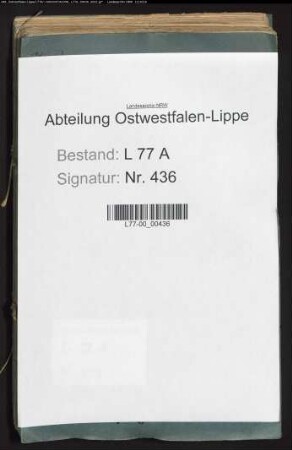 Landesarchiv NRW
Abteilung Ostwestfalen-Lippe
Bestand: L 77 A
Signatur: Nr. 436
L77-00_00436